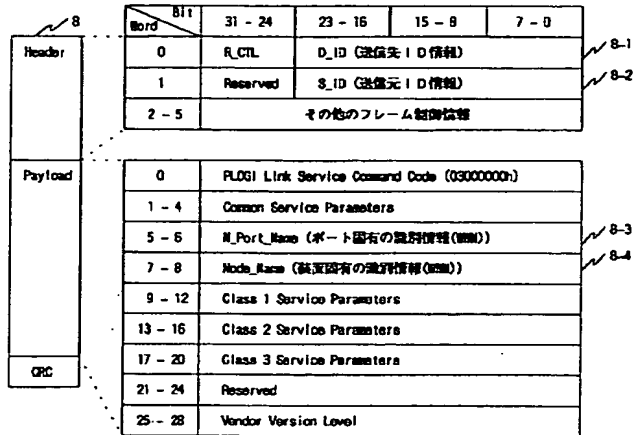 8
Bit
Word
31 - 24
23 - 16
15 - 8
7 - 0
Header
0
R_CTL
D_ID (送信先ID情報)
8-1
1
Reserved
S_ID (送信元ID情報)
8-2
2 - 5
その他のフレーム制御情報
Payload
0
PLOGI Link Service Command Code (03000000h)
1 - 4
Common Service Parameters
5 - 6
N_Port_Name (ポート固有の識別情報(WWN))
8-3
7 - 8
Node_Name (装置固有の識別情報(WWN))
8-4
9 - 12
Class 1 Service Parameters
13 - 16
Class 2 Service Parameters
17 - 20
Class 3 Service Parameters
CRC
21 - 24
Reserved
25 - 28
Vendor Version Level